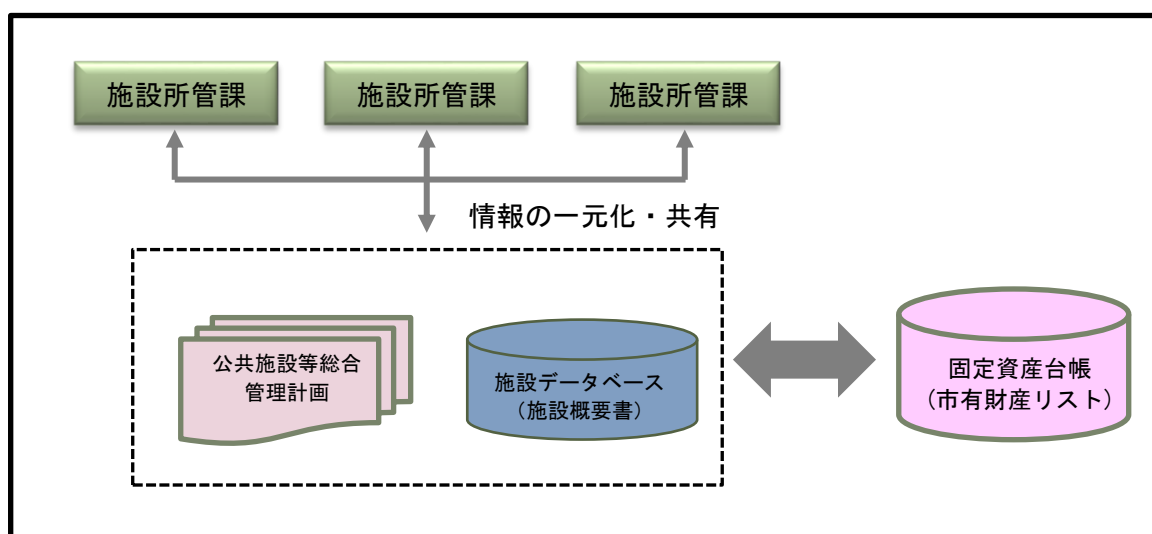 施設所管課
施設所管課
施設所管課
情報の一元化・共有
公共施設等総合
管理計画
施設データベース
（施設概要書）
固定資産台帳
（市有財産リスト）